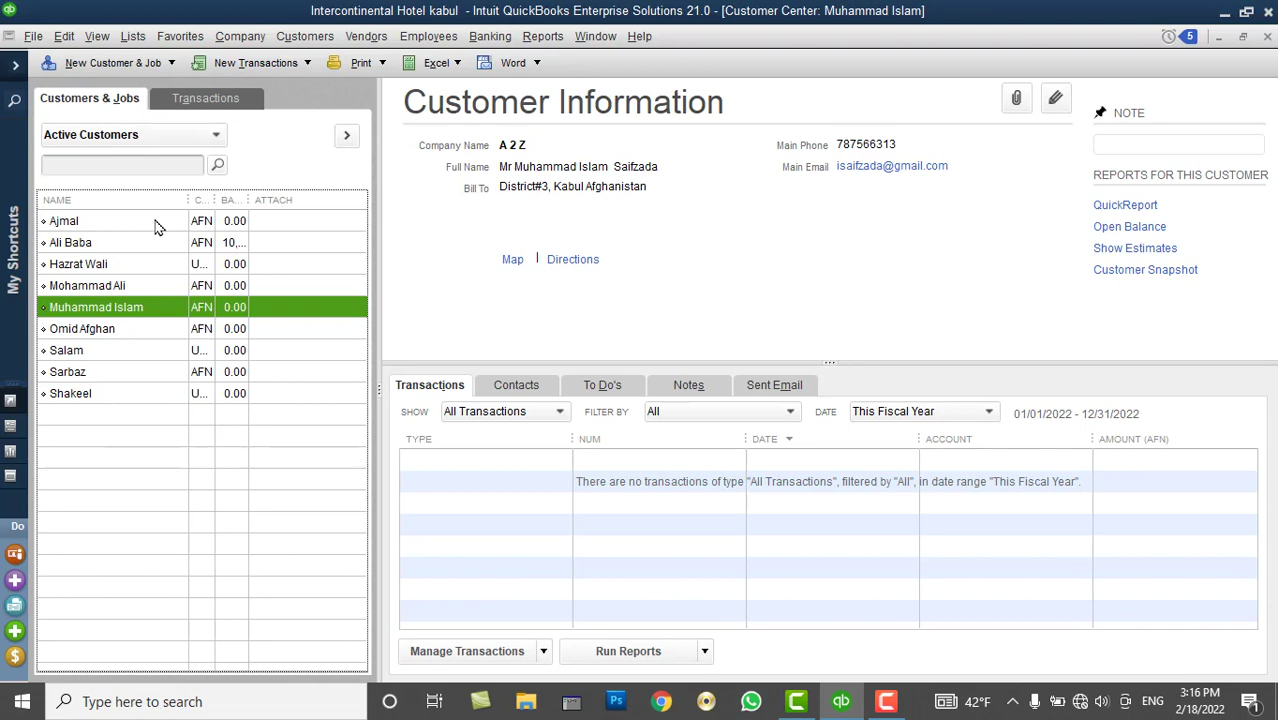 Intercontinental Hotel kabul - Intuit QuickBooks Enterprise Solutions 21.0 - [Customer Center: Muhammad Islam]
File Edit View Lists Favorites Company Customers Vendors Employees Banking Reports Window Help 5
New Customer & Job New Transactions Print Excel Word
Customers & Jobs Transactions
Active Customers
NAME C... BA... ATTACH
Ajmal AFN 0.00
Ali Baba AFN 10,...
Hazrat Wali U... 0.00
Mohammad Ali AFN 0.00
Muhammad Islam AFN 0.00
Omid Afghan AFN 0.00
Salam U... 0.00
Sarbaz AFN 0.00
Shakeel U... 0.00
My Shortcuts
Do
Customer Information
Company Name A 2 Z
Full Name Mr Muhammad Islam Saifzada
Bill To District#3, Kabul Afghanistan
Main Phone 787566313
Main Email isaifzada@gmail.com
Map Directions
NOTE
REPORTS FOR THIS CUSTOMER
QuickReport
Open Balance
Show Estimates
Customer Snapshot
Transactions Contacts To Do's Notes Sent Email
SHOW All Transactions FILTER BY All DATE This Fiscal Year 01/01/2022 - 12/31/2022
TYPE NUM DATE ACCOUNT AMOUNT (AFN)
There are no transactions of type "All Transactions", filtered by "All", in date range "This Fiscal Year".
Manage Transactions Run Reports
Type here to search
Ps
qb
42°F
ENG
3:16 PM
2/18/2022
1